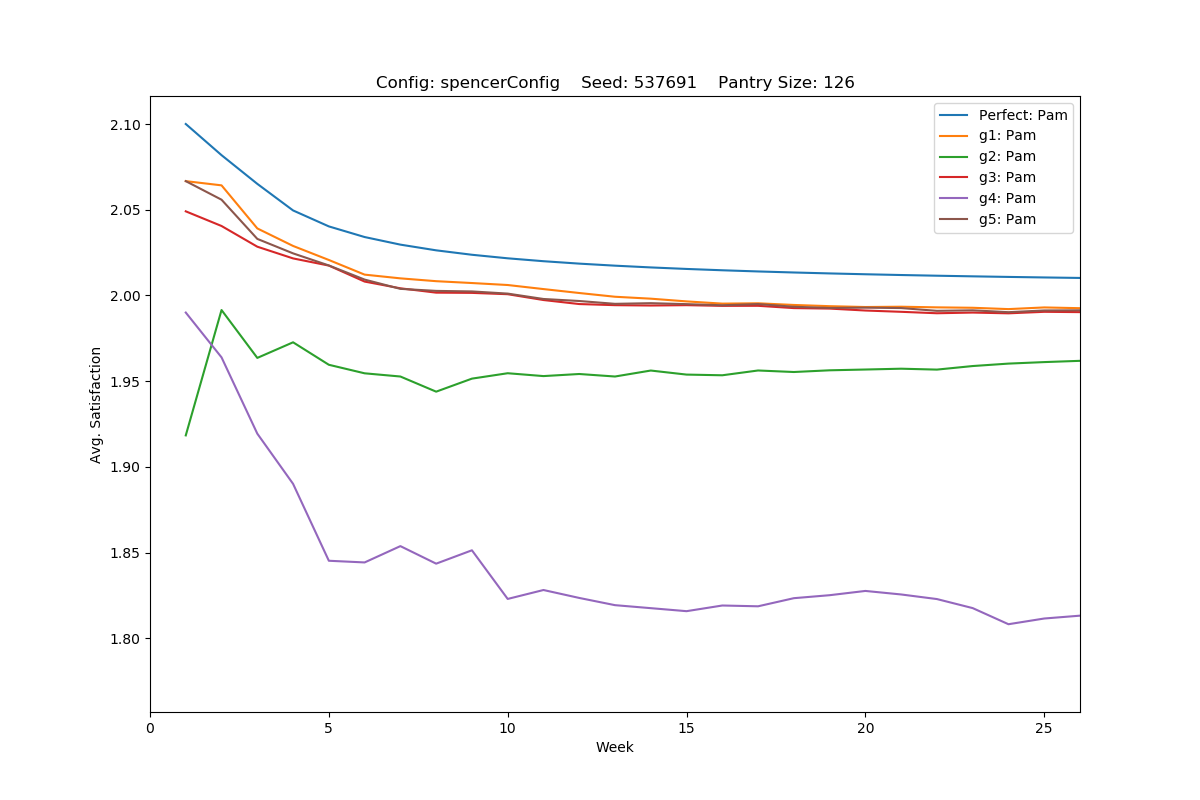 Config: spencerConfig    Seed: 537691    Pantry Size: 126
Perfect: Pam
g1: Pam
g2: Pam
g3: Pam
g4: Pam
g5: Pam
2.10
2.05
2.00
1.95
1.90
1.85
1.80
Avg. Satisfaction
0 5 10 15 20 25
Week